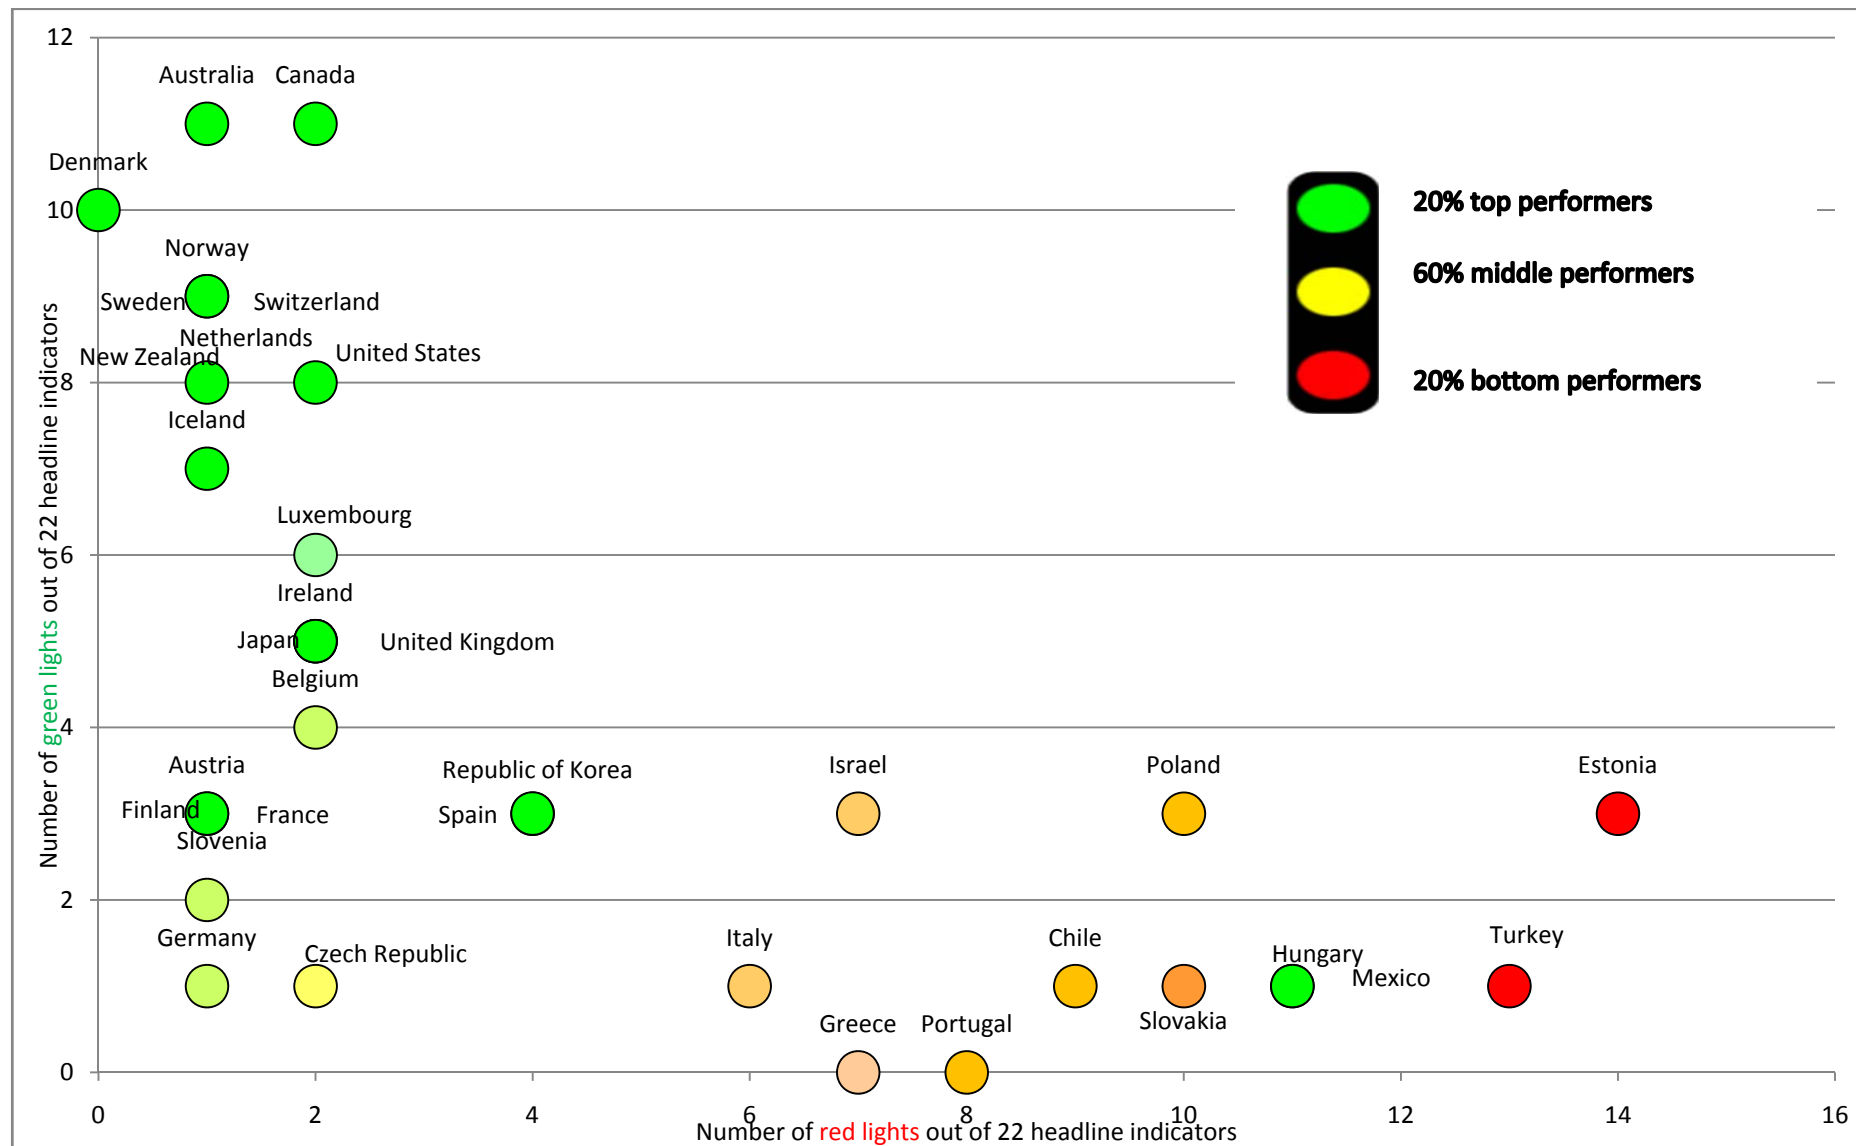 12
Australia Canada
Denmark
10
20% top performers
Norway
60% middle performers
Sweden Switzerland
Netherlands
New Zealand United States
8
20% bottom performers
Iceland
Luxembourg
6
Ireland
Japan United Kingdom
Belgium
4
Austria Republic of Korea Israel Poland Estonia
Finland France Spain
Slovenia
2
Germany Czech Republic Italy Chile Hungary Turkey
Mexico
Greece Portugal Slovakia
0
0 2 4 6 8 10 12 14 16
Number of red lights out of 22 headline indicators
Number of green lights out of 22 headline indicators